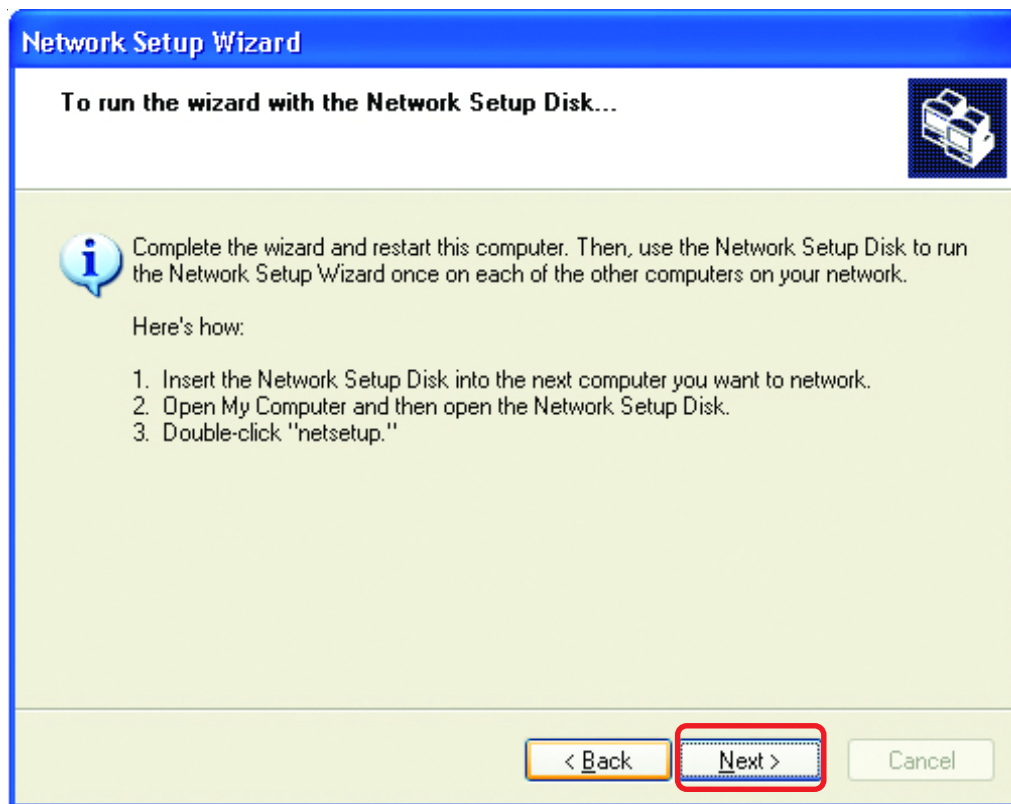 Network Setup Wizard
To run the wizard with the Network Setup Disk...
Complete the wizard and restart this computer. Then, use the Network Setup Disk to run
the Network Setup Wizard once on each of the other computers on your network.
Here's how:
1. Insert the Network Setup Disk into the next computer you want to network.
2. Open My Computer and then open the Network Setup Disk.
3. Double-click "netsetup."
< Back
Next >
Cancel